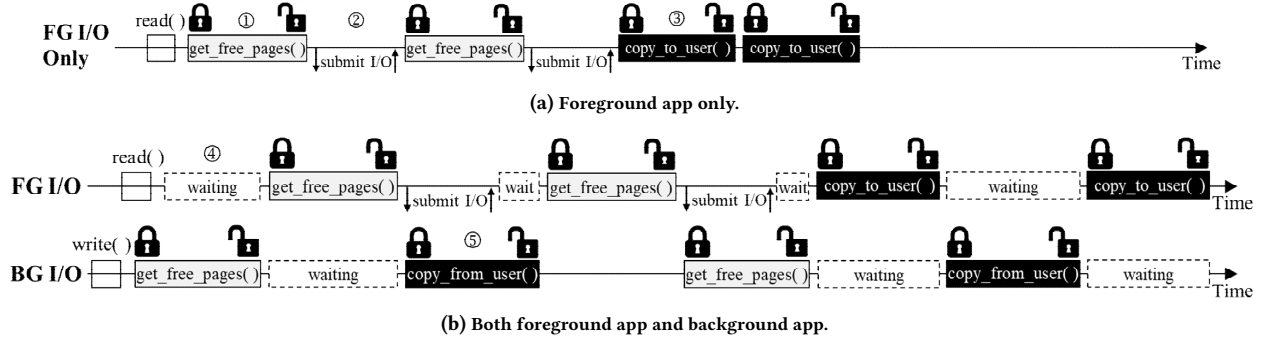 read( ) ① ② ③
FG I/O
Only
get_free_pages( ) submit I/O get_free_pages( ) submit I/O copy_to_user( ) copy_to_user( )
Time
(a) Foreground app only.
read( ) ④
FG I/O waiting get_free_pages( ) submit I/O wait get_free_pages( ) submit I/O wait copy_to_user( ) waiting copy_to_user( )
Time
write( ) ⑤
BG I/O get_free_pages( ) waiting copy_from_user( ) get_free_pages( ) waiting copy_from_user( ) waiting
Time
(b) Both foreground app and background app.